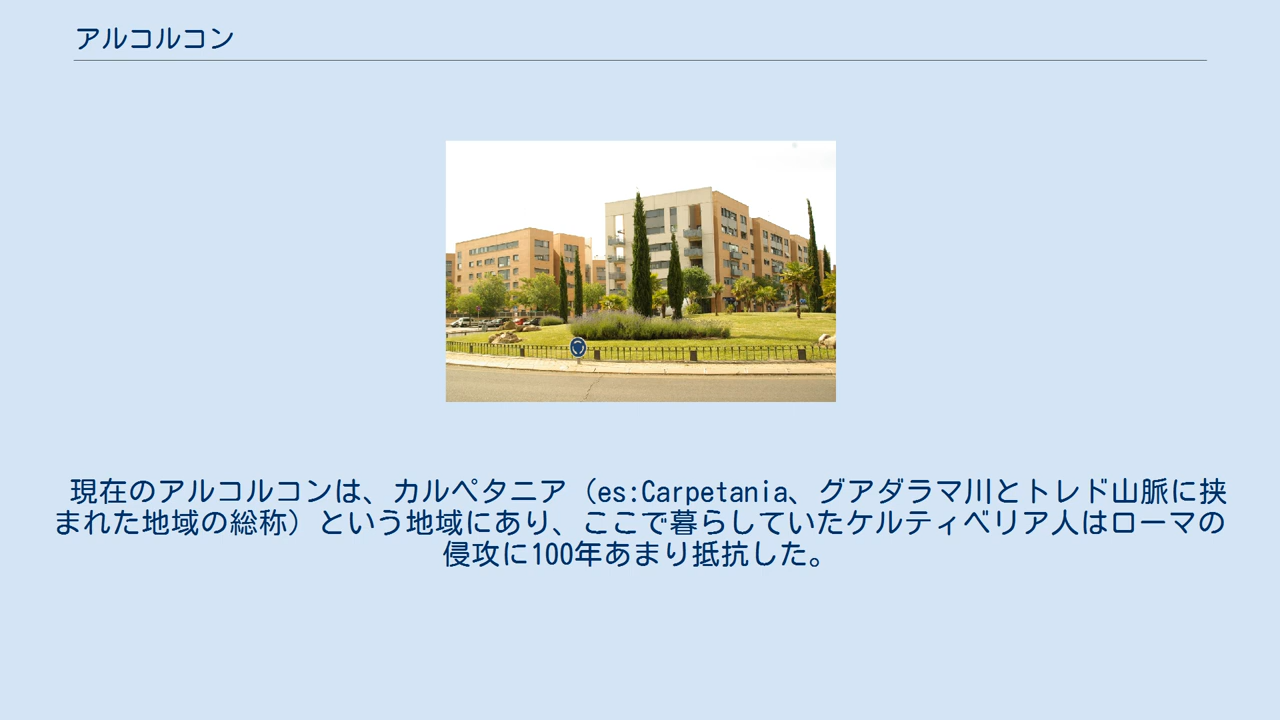 アルコルコン
現在のアルコルコンは、カルペタニア（es:Carpetania、グアダラマ川とトレド山脈に挟
まれた地域の総称）という地域にあり、ここで暮らしていたケルティベリア人はローマの
侵攻に100年あまり抵抗した。